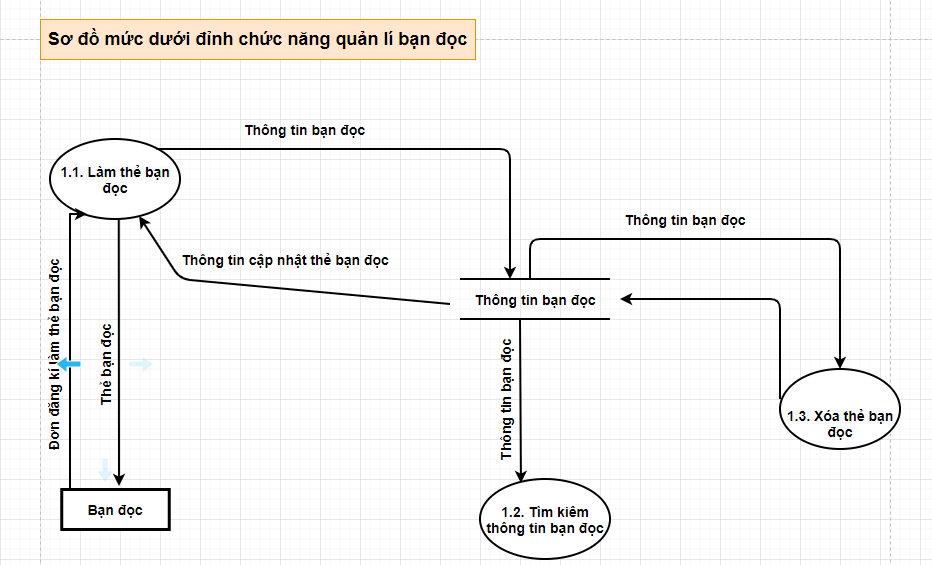 Sơ đồ mức dưới đỉnh chức năng quản lí bạn đọc
Thông tin bạn đọc
1.1. Làm thẻ bạn
đọc
Thông tin bạn đọc
Thông tin cập nhật thẻ bạn đọc
Thông tin bạn đọc
Đơn đăng kí làm thẻ bạn đọc
Thẻ bạn đọc
Thông tin bạn đọc
1.3. Xóa thẻ bạn
đọc
Bạn đọc
1.2. Tìm kiêm
thông tin bạn đọc